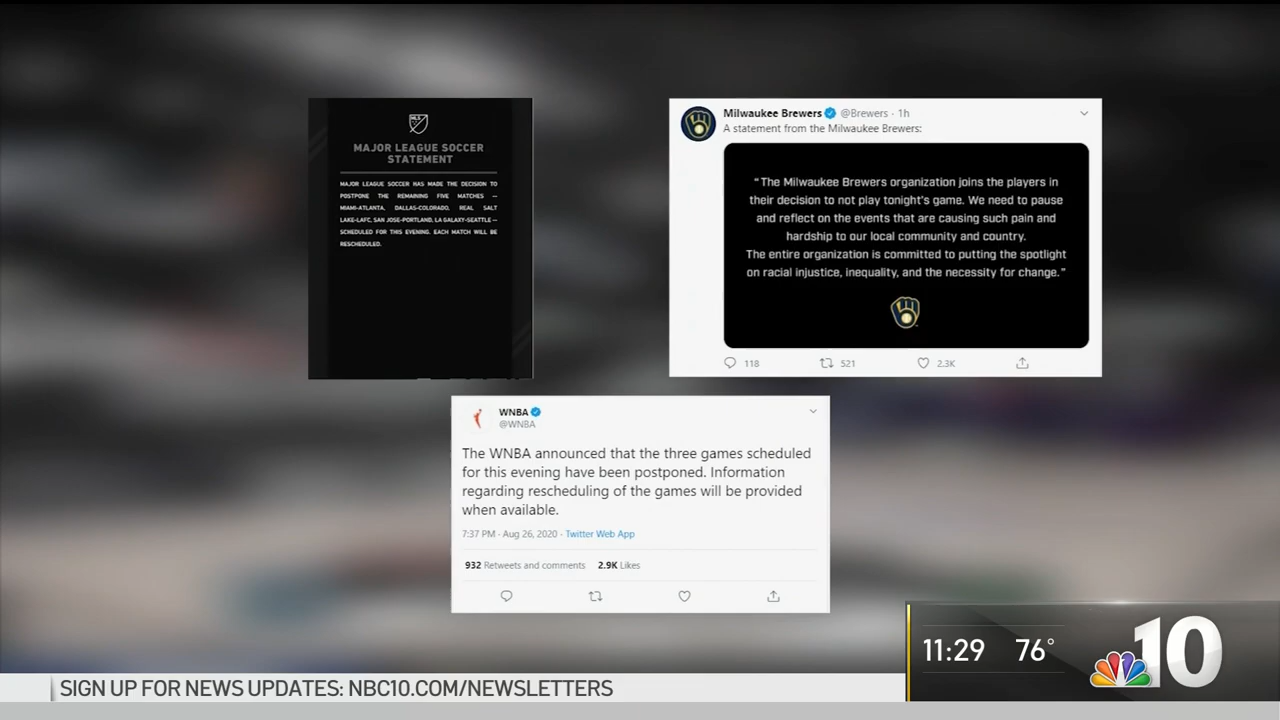 MLS
MAJOR LEAGUE SOCCER
STATEMENT
MAJOR LEAGUE SOCCER HAS MADE THE DECISION TO
POSTPONE THE REMAINING FIVE MATCHES —
MIAMI-ATLANTA, DALLAS-COLORADO, REAL SALT
LAKE-LAFC, SAN JOSE-PORTLAND, LA GALAXY-SEATTLE —
SCHEDULED FOR THIS EVENING. EACH MATCH WILL BE
RESCHEDULED.
Milwaukee Brewers @Brewers · 1h
A statement from the Milwaukee Brewers:
“The Milwaukee Brewers organization joins the players in
their decision to not play tonight's game. We need to pause
and reflect on the events that are causing such pain and
hardship to our local community and country.
The entire organization is committed to putting the spotlight
on racial injustice, inequality, and the necessity for change.”
118 521 2.3K
WNBA
@WNBA
The WNBA announced that the three games scheduled
for this evening have been postponed. Information
regarding rescheduling of the games will be provided
when available.
7:37 PM · Aug 26, 2020 · Twitter Web App
932 Retweets and comments 2.9K Likes
11:29 76° 10
SIGN UP FOR NEWS UPDATES: NBC10.COM/NEWSLETTERS